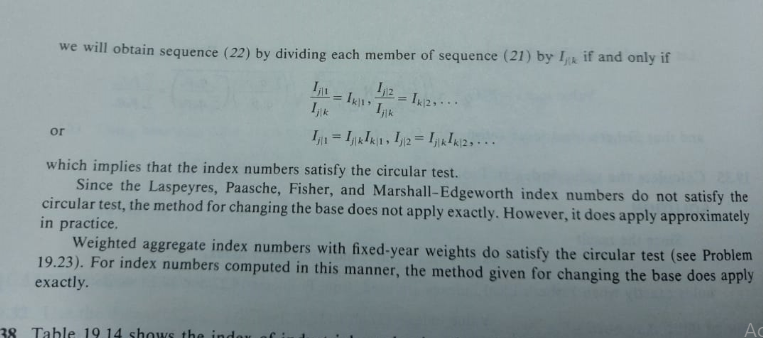 we will obtain sequence (22) by dividing each member of sequence (21) by I_{j|k} if and only if
\frac{I_{j|1}}{I_{j|k}} = I_{k|1}, \frac{I_{j|2}}{I_{j|k}} = I_{k|2}, . . .
or
I_{j|1} = I_{j|k}I_{k|1}, I_{j|2} = I_{j|k}I_{k|2}, . . .
which implies that the index numbers satisfy the circular test.
Since the Laspeyres, Paasche, Fisher, and Marshall–Edgeworth index numbers do not satisfy the
circular test, the method for changing the base does not apply exactly. However, it does apply approximately
in practice.
Weighted aggregate index numbers with fixed-year weights do satisfy the circular test (see Problem
19.23). For index numbers computed in this manner, the method given for changing the base does apply
exactly.
38 Table 19.14 shows the index of